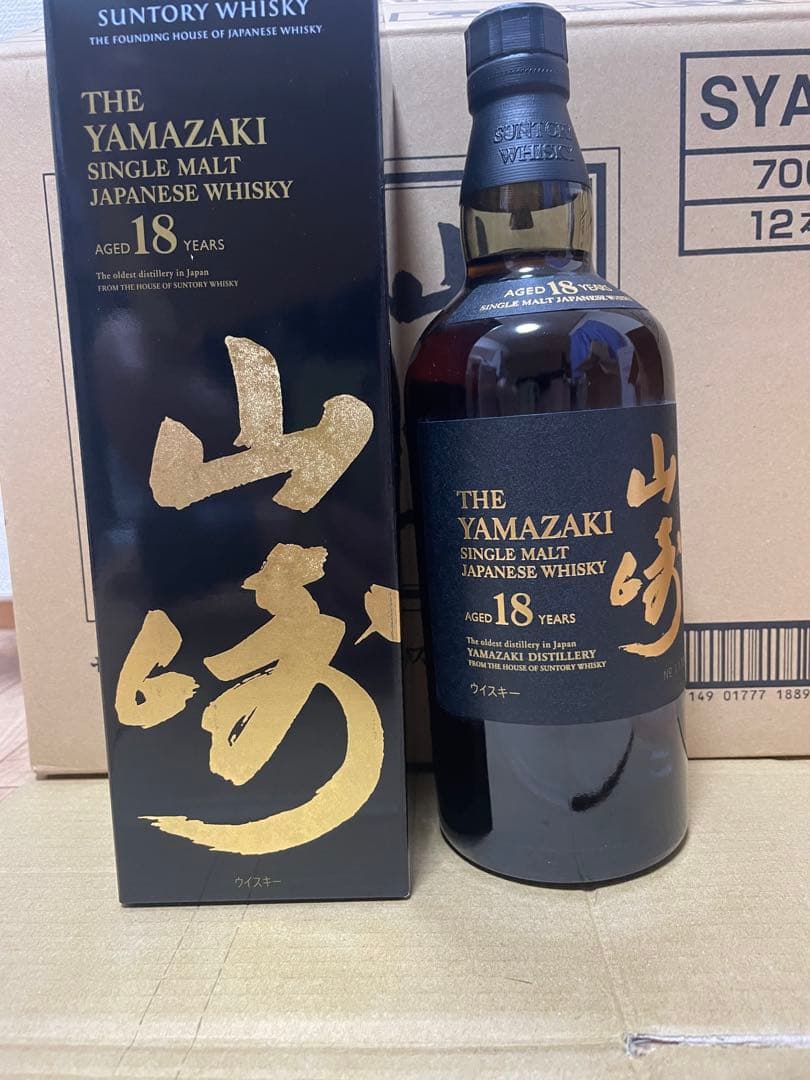 SUNTORY WHISKY
THE FOUNDING HOUSE OF JAPANESE WHISKY
THE
YAMAZAKI
SINGLE MALT
JAPANESE WHISKY
AGED 18 YEARS
The oldest distillery in Japan
FROM THE HOUSE OF SUNTORY WHISKY
山
崎
ウイスキー
SUNTORY
WHISKY
AGED 18 YEARS
SINGLE MALT JAPANESE WHISKY
THE
YAMAZAKI
SINGLE MALT
JAPANESE WHISKY
AGED 18 YEARS
The oldest distillery in Japan
YAMAZAKI DISTILLERY
FROM THE HOUSE OF SUNTORY WHISKY
ウイスキー
山
崎
SYA
700
12本
149 01777 1889